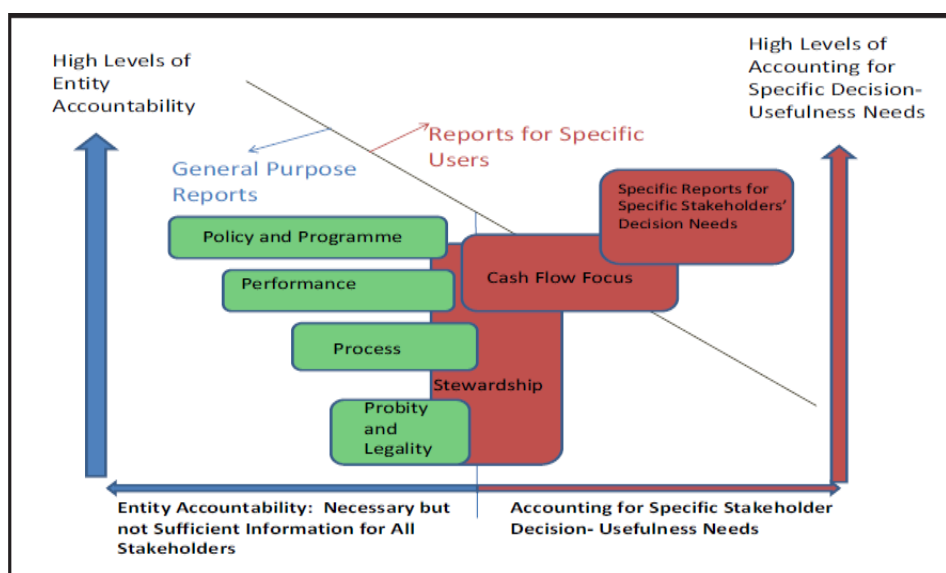 High Levels of
Entity
Accountability
High Levels of
Accounting for
Specific Decision-
Usefulness Needs
Reports for Specific
Users
General Purpose
Reports
Specific Reports for
Specific Stakeholders'
Decision Needs
Policy and Programme
Cash Flow Focus
Performance
Process
Stewardship
Probity
and
Legality
Entity Accountability: Necessary but
not Sufficient Information for All
Stakeholders
Accounting for Specific Stakeholder
Decision- Usefulness Needs